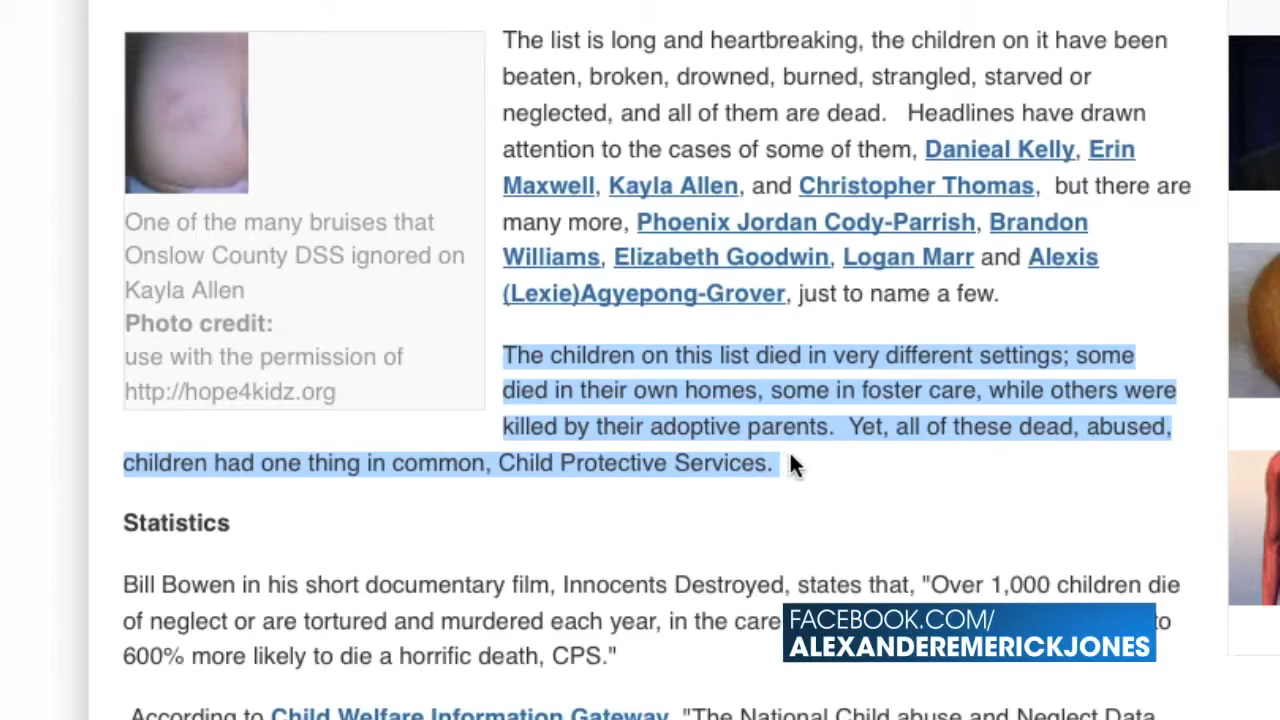 The list is long and heartbreaking, the children on it have been
beaten, broken, drowned, burned, strangled, starved or
neglected, and all of them are dead.   Headlines have drawn
attention to the cases of some of them, Danieal Kelly, Erin
Maxwell, Kayla Allen, and Christopher Thomas,  but there are
many more, Phoenix Jordan Cody-Parrish, Brandon
Williams, Elizabeth Goodwin, Logan Marr and Alexis
(Lexie)Agyepong-Grover, just to name a few.
One of the many bruises that
Onslow County DSS ignored on
Kayla Allen
Photo credit:
use with the permission of
http://hope4kidz.org
The children on this list died in very different settings; some
died in their own homes, some in foster care, while others were
killed by their adoptive parents.  Yet, all of these dead, abused,
children had one thing in common, Child Protective Services.
Statistics
Bill Bowen in his short documentary film, Innocents Destroyed, states that, "Over 1,000 children die
of neglect or are tortured and murdered each year, in the care to
600% more likely to die a horrific death, CPS."
According to Child Welfare Information Gateway, "The National Child abuse and Neglect Data
FACEBOOK.COM/
ALEXANDEREMERICKJONES